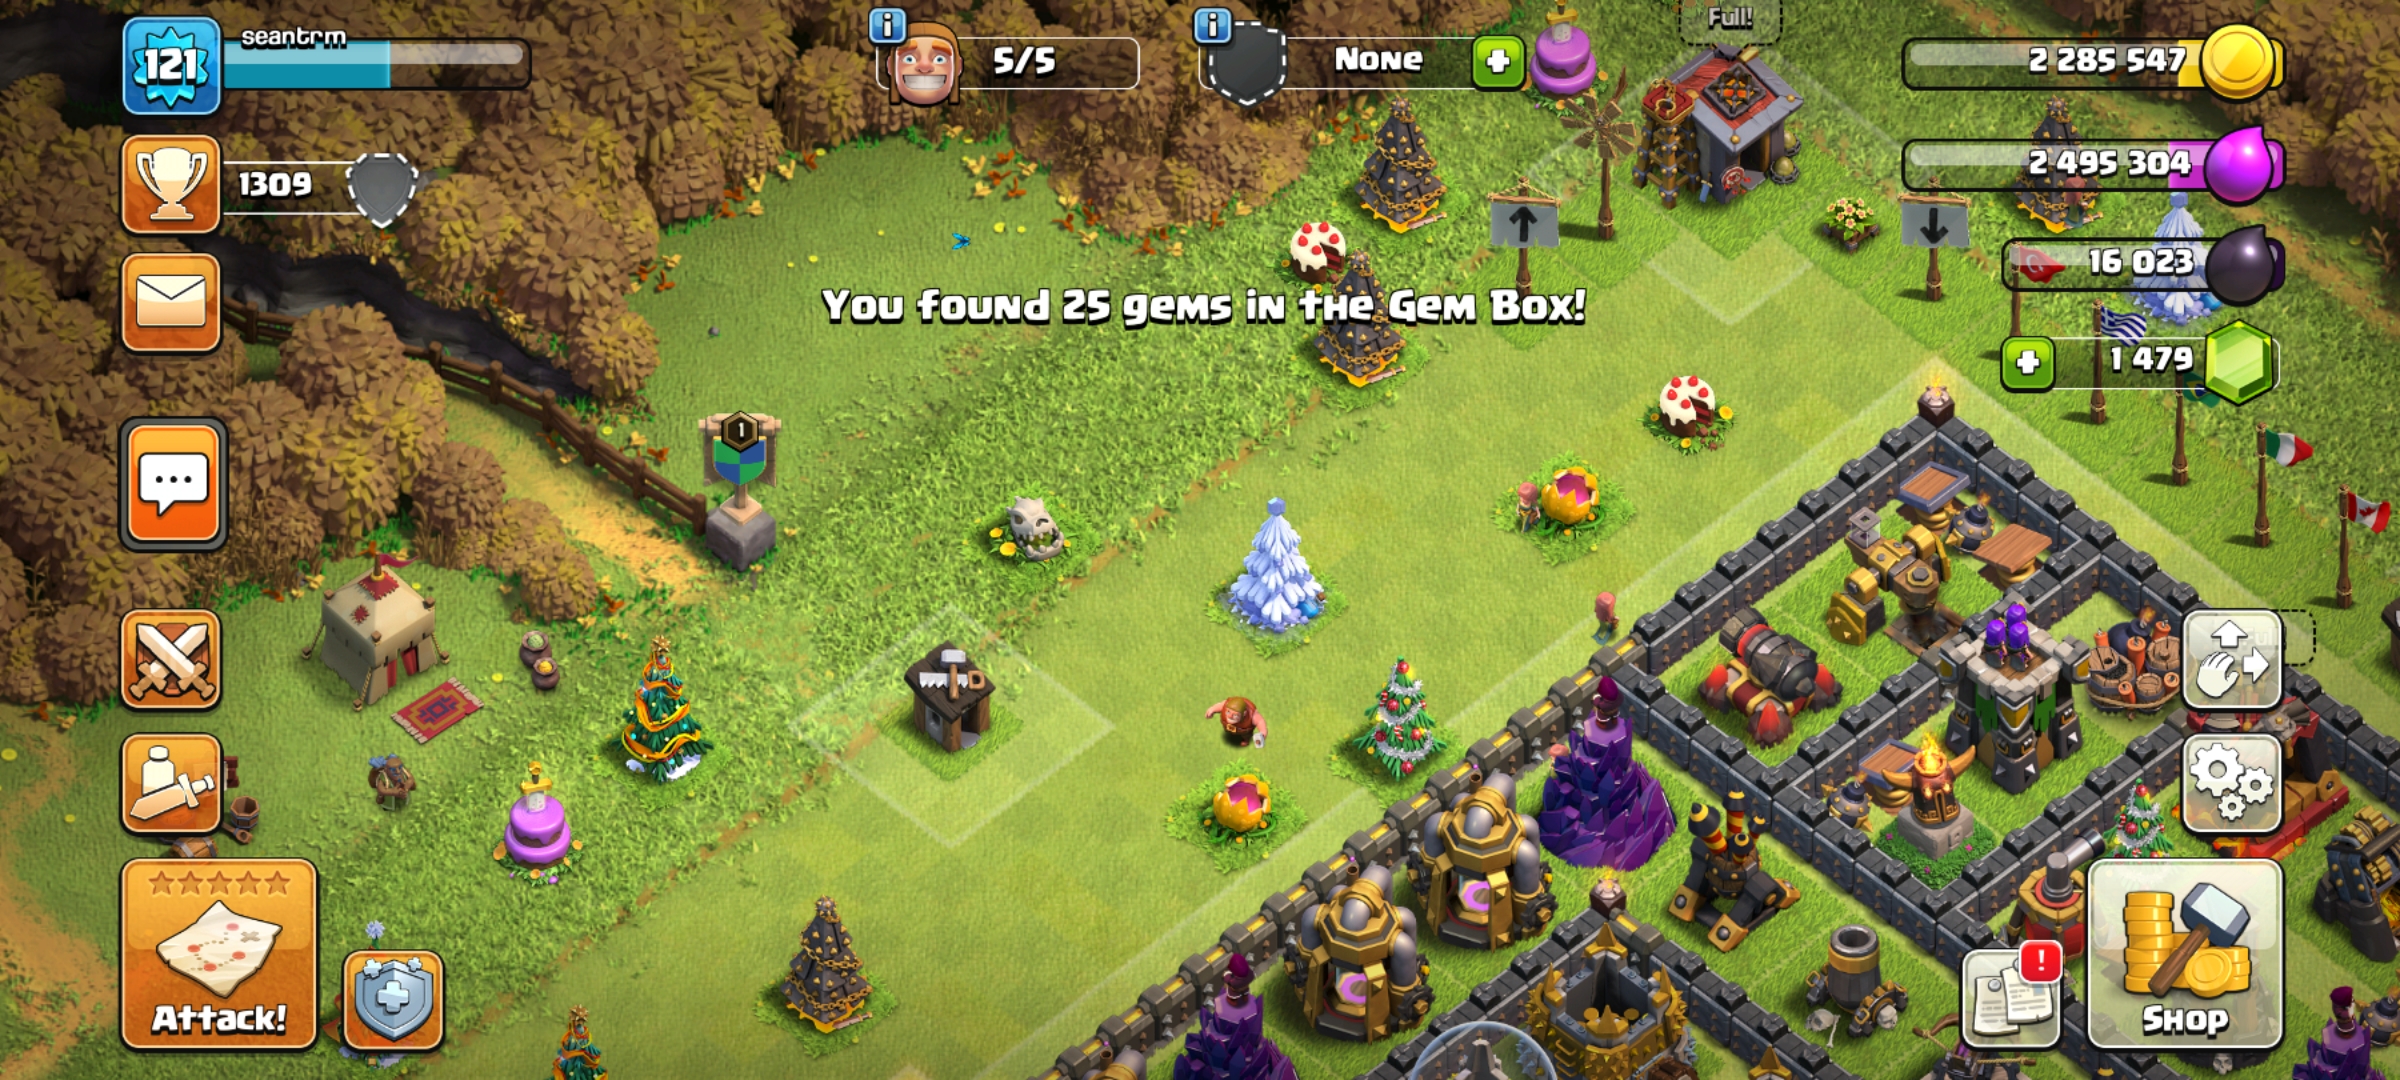 seantrm
121
5/5
None
Full!
2 285 547
1309
2 495 304
16 023
You found 25 gems in the Gem Box!
1 479
1
Attack!
Shop